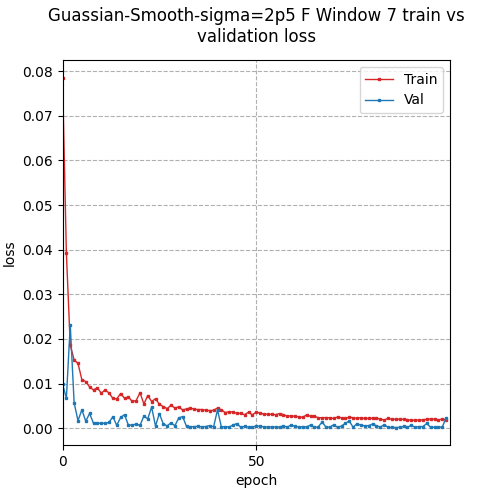 Guassian-Smooth-sigma=2p5 F Window 7 train vs
validation loss
Train
Val
0.08
0.07
0.06
0.05
0.04
0.03
0.02
0.01
0.00
loss
0
50
epoch